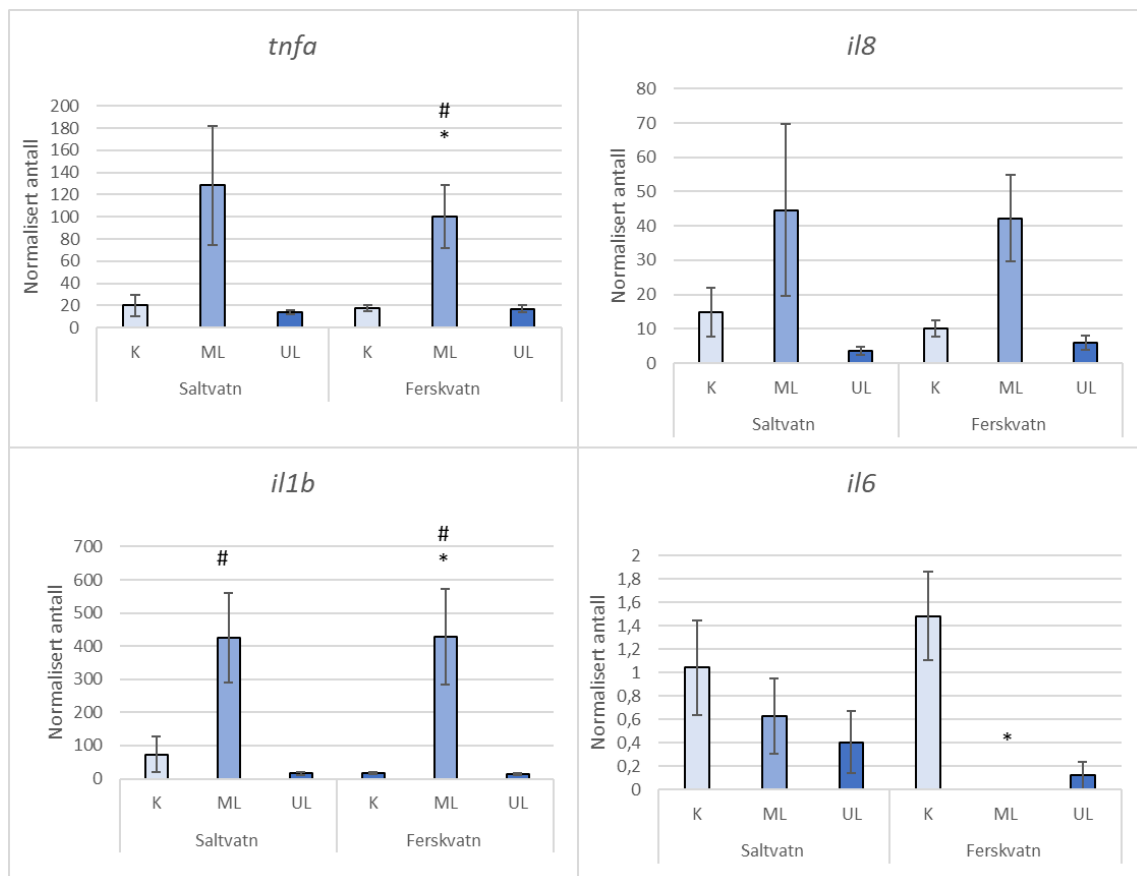 tnfa
Normalisert antall
200
180
160
140
120
100
80
60
40
20
0
#
*
K ML UL K ML UL
Saltvatn Ferskvatn
il8
80
70
60
50
40
30
20
10
0
K ML UL K ML UL
Saltvatn Ferskvatn
Normalisert antall
il1b
Normalisert antall
700
600
500
400
300
200
100
0
#
#
*
K ML UL K ML UL
Saltvatn Ferskvatn
il6
Normalisert antall
2
1,8
1,6
1,4
1,2
1
0,8
0,6
0,4
0,2
0
*
K ML UL K ML UL
Saltvatn Ferskvatn